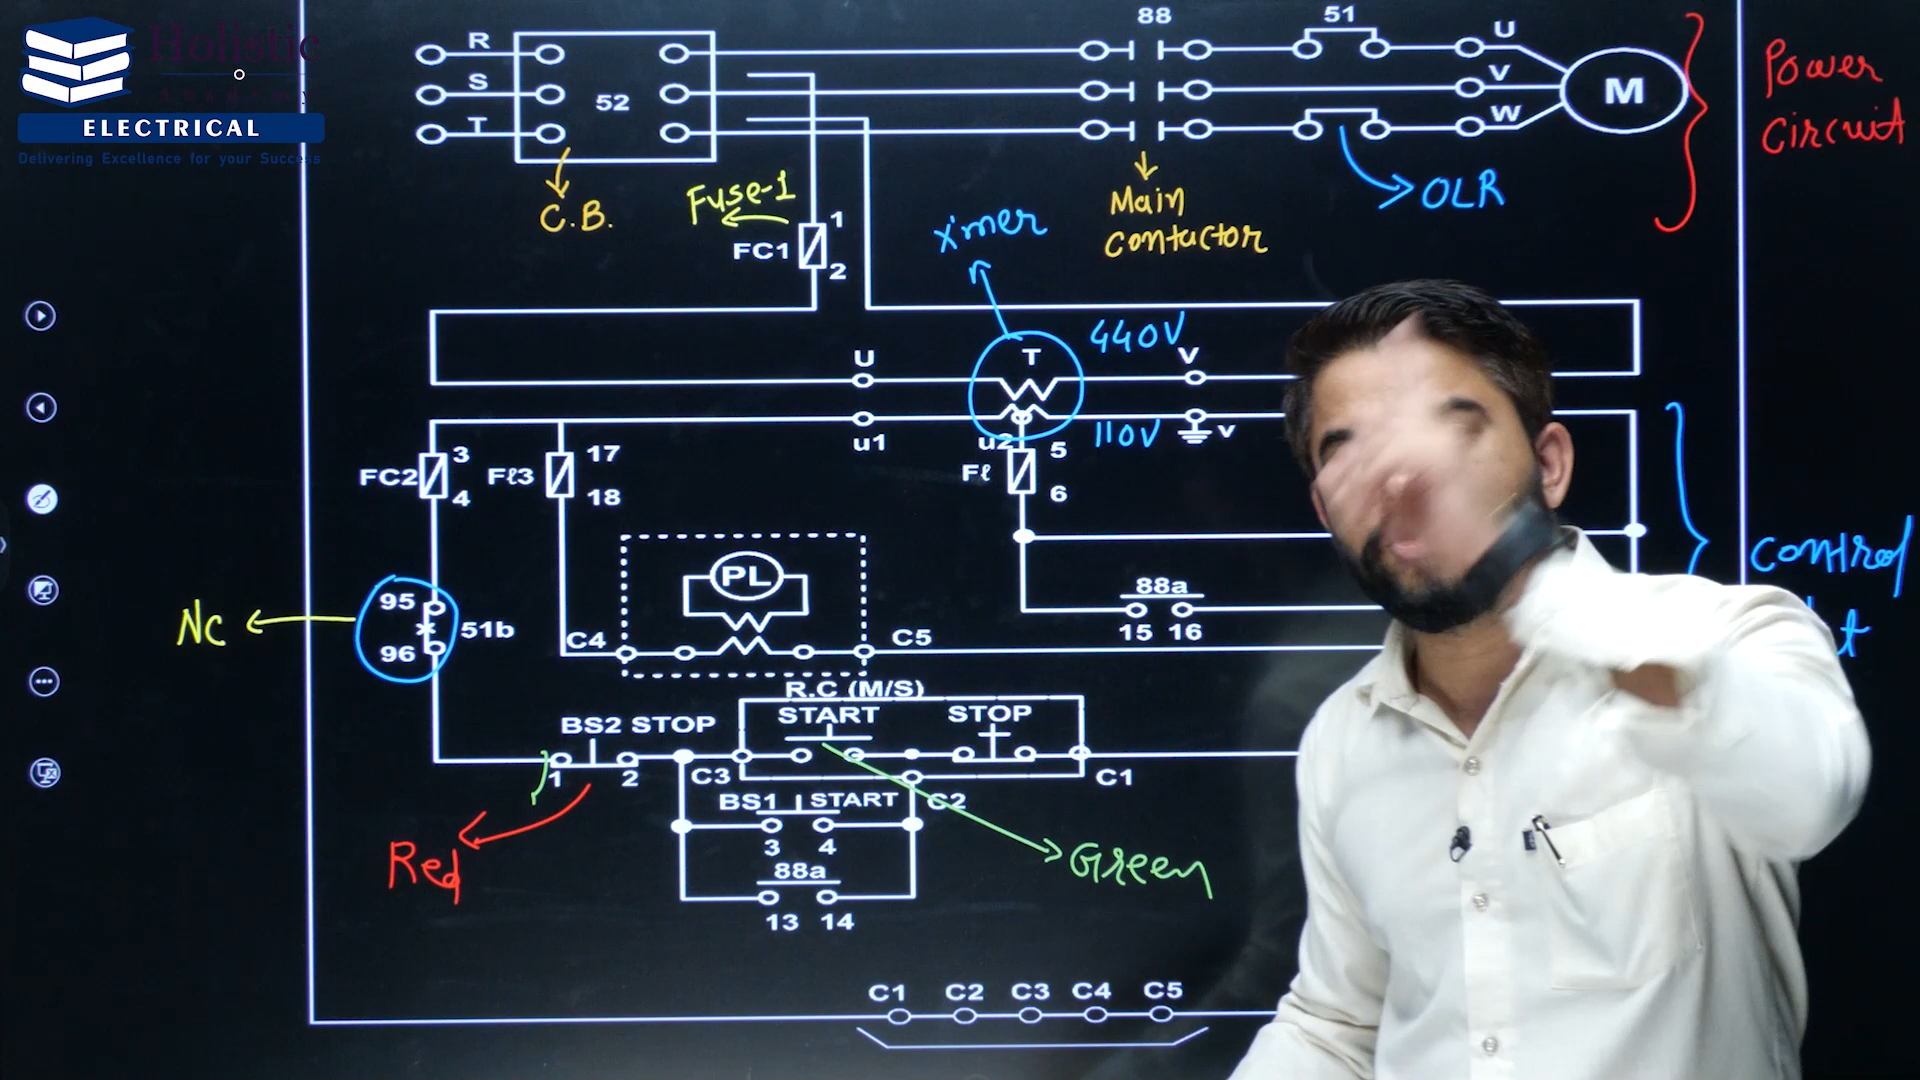 Holistic
ELECTRICAL
Delivering Excellence for your Success
R
S
T
52
88
51
U
V
W
M
Power
circuit
C.B.
Fuse-1
FC1
1
2
x'mer
Main
contactor
OLR
U
T
440V
V
u1
u2
110V
v
FC2
3
4
Fℓ3
17
18
Fℓ
5
6
control
NC
95
96
51b
PL
C4
C5
88a
15 16
R.C (M/S)
BS2 STOP
START
STOP
1
2
C3
C1
BS1
START
C2
3 4
88a
13 14
Red
Green
C1 C2 C3 C4 C5